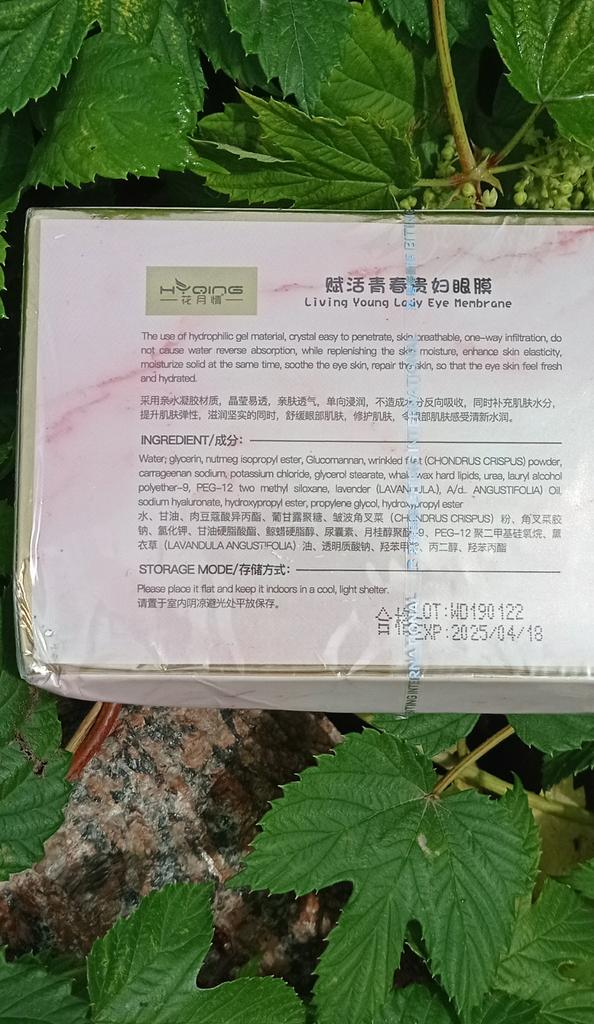 HYQING
花月情
赋活青春贵妇眼膜
Living Young Lady Eye Membrane
The use of hydrophilic gel material, crystal easy to penetrate, skin breathable, one-way infiltration, do
not cause water reverse absorption, while replenishing the skin moisture, enhance skin elasticity,
moisturize solid at the same time, soothe the eye skin, repair the skin, so that the eye skin feel fresh
and hydrated.
采用亲水凝胶材质，晶莹易透，亲肤透气，单向浸润，不造成水分反向吸收，同时补充肌肤水分，
提升肌肤弹性，滋润坚实的同时，舒缓眼部肌肤，修护肌肤，令眼部肌肤感受清新水润。
INGREDIENT/成分：
Water, glycerin, nutmeg isopropyl ester, Glucomannan, wrinkled (CHONDRUS CRISPUS) powder,
carrageenan sodium, potassium chloride, glycerol stearate, whale wax hard lipids, urea, lauryl alcohol
polyether-9, PEG-12 two methyl siloxane, lavender (LAVANDULA), A/d. ANGUSTIFOLIA) Oil,
sodium hyaluronate, hydroxypropyl ester, propylene glycol, hydroxypropyl ester
水、甘油、肉豆蔻酸异丙酯、葡甘露聚糖、皱波角叉菜（CHONDRUS CRISPUS）粉、角叉菜胶
钠、氯化钾、甘油硬脂酸酯、鲸蜡硬脂醇、尿囊素、月桂醇聚醚-9、PEG-12 聚二甲基硅氧烷、薰
衣草（LAVANDULA ANGUSTIFOLIA）油、透明质酸钠、羟苯甲酯、丙二醇、羟苯丙酯
STORAGE MODE/存储方式：
Please place it flat and keep it indoors in a cool, light shelter.
请置于室内阴凉避光处平放保存。
合格 LOT:WD190122
EXP:2025/04/18